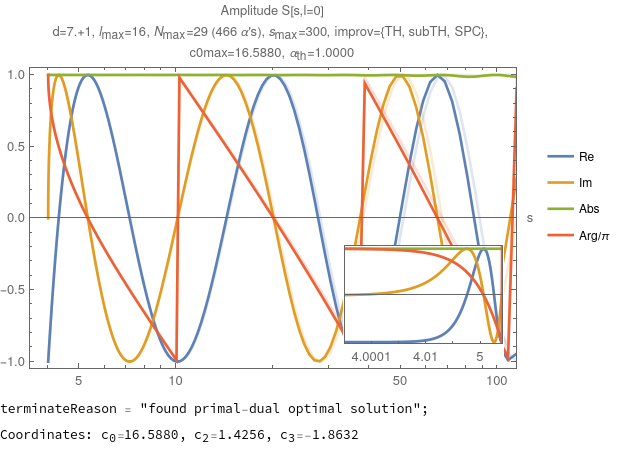 Amplitude S[s,l=0]
d=7.+1, lmax=16, Nmax=29 (466 α's), smax=300, improv={TH, subTH, SPC},
c0max=16.5880, αth=1.0000
1.0
0.5
0.0
−0.5
−1.0
s
Re
Im
Abs
Arg/π
4.0001 4.01 5
5 10 50 100
terminateReason = "found primal-dual optimal solution";
Coordinates: c0=16.5880, c2=1.4256, c3=-1.8632